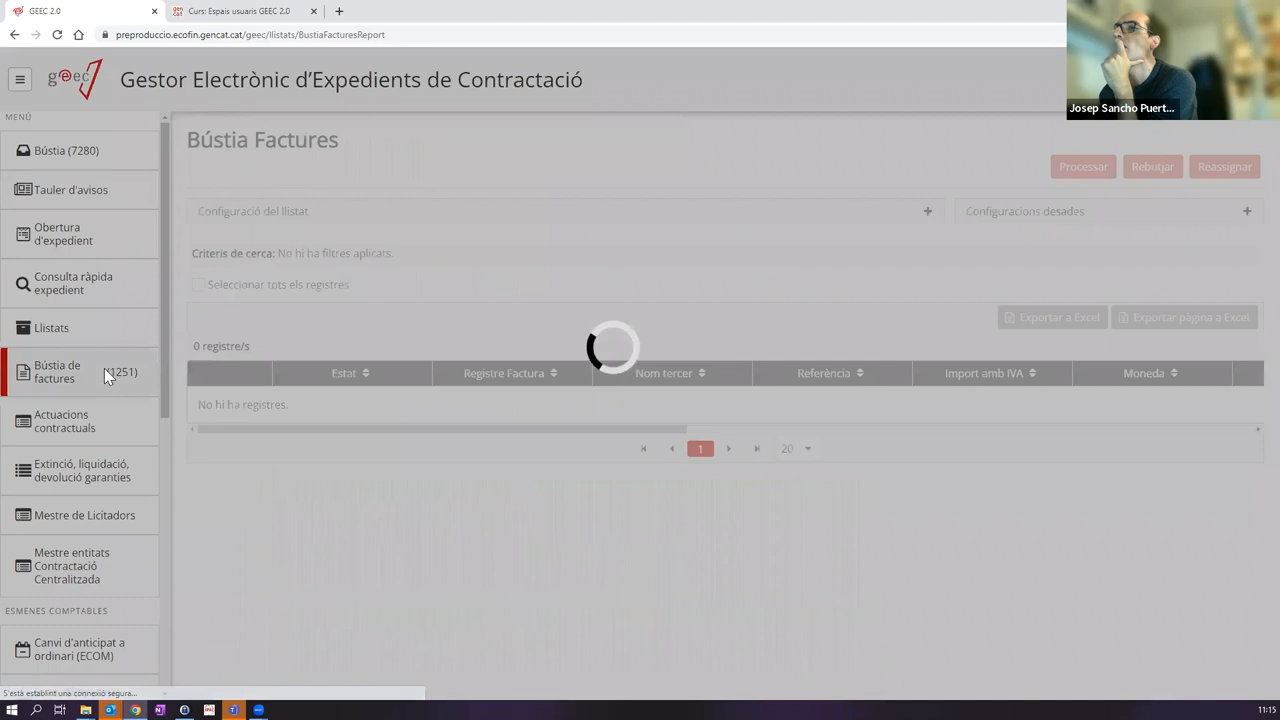 GEEC 2.0
gen cat
Curs: Espais usuaris GEEC 2.0
preproduccio.ecofin.gencat.cat/geec/llistats/BustiaFacturesReport
Josep Sancho Puert...
geec
Gestor Electrònic d'Expedients de Contractació
MENÚ
Bústia (7280)
Tauler d'avisos
Obertura
d'expedient
Consulta ràpida
expedient
Llistats
Bústia de
factures
1251)
Actuacions
contractuals
Extinció, liquidació,
devolució garanties
Mestre de Licitadors
Mestre entitats
Contractació
Centralitzada
ESMENES COMPTABLES
Canvi d'anticipat a
ordinari (ECOM)
S'està establint una connexió segura...
Bústia Factures
Processar
Rebutjar
Reassignar
Configuració del llistat
Configuracions desades
Criteris de cerca: No hi ha filtres aplicats.
Seleccionar tots els registres
Exportar a Excel
Exportar pàgina a Excel
0 registre/s
Estat
Registre Factura
Nom tercer
Referència
Import amb IVA
Moneda
No hi ha registres.
1
20
11:15